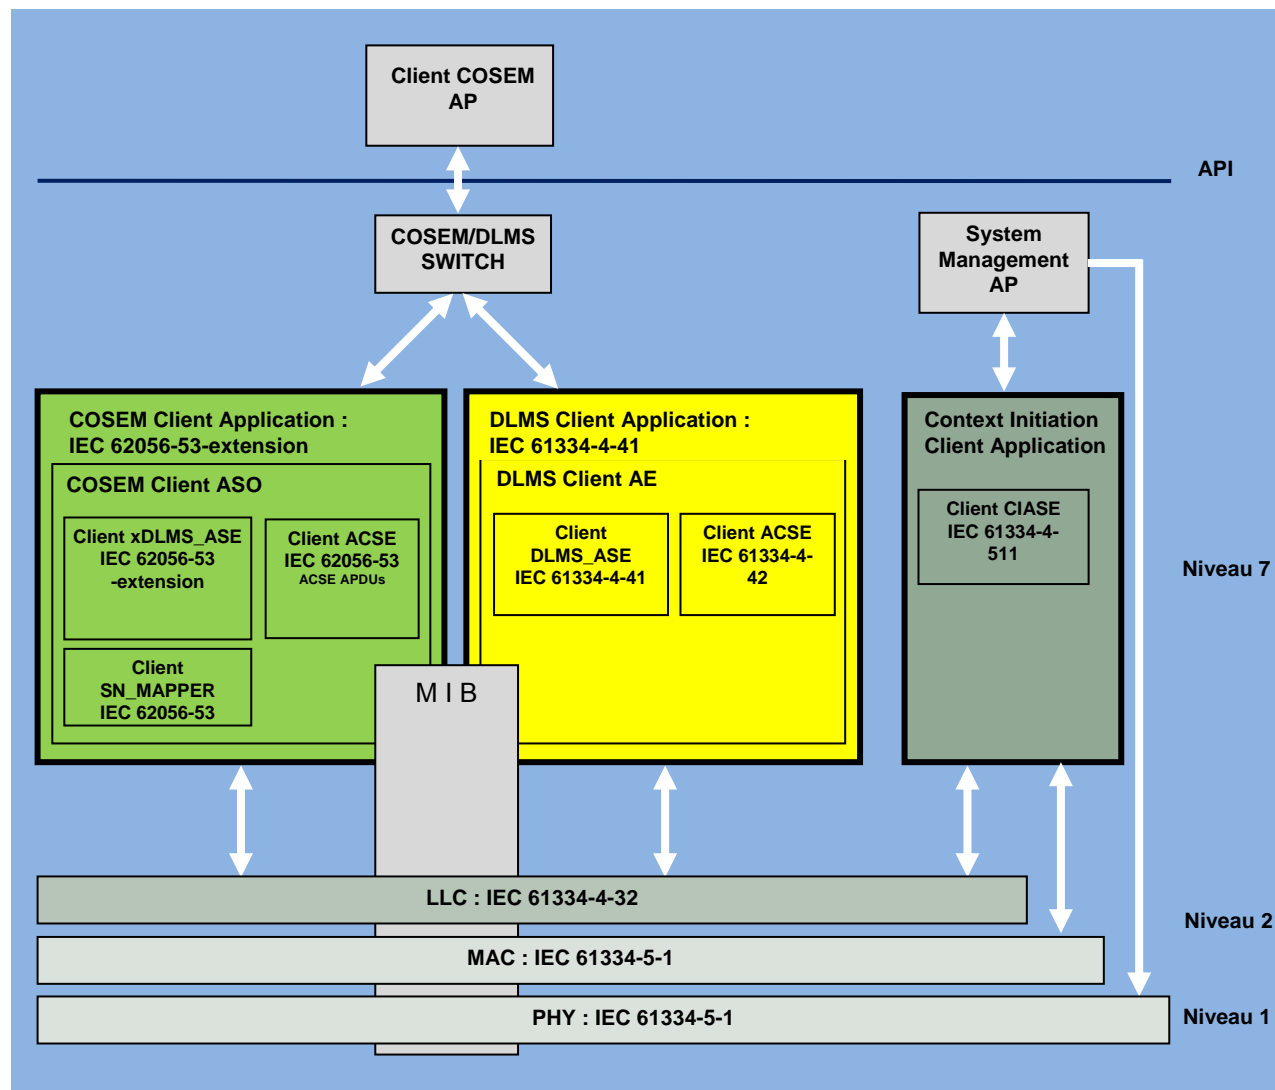 Client COSEM
AP
API
COSEM/DLMS
SWITCH
System
Management
AP
COSEM Client Application :
IEC 62056-53-extension
COSEM Client ASO
Client xDLMS_ASE
IEC 62056-53
-extension
Client ACSE
IEC 62056-53
ACSE APDUs
Client
SN_MAPPER
IEC 62056-53
DLMS Client Application :
IEC 61334-4-41
DLMS Client AE
Client
DLMS_ASE
IEC 61334-4-41
Client ACSE
IEC 61334-4-
42
Context Initiation
Client Application
Client CIASE
IEC 61334-4-
511
Niveau 7
M I B
LLC : IEC 61334-4-32
Niveau 2
MAC : IEC 61334-5-1
PHY : IEC 61334-5-1
Niveau 1